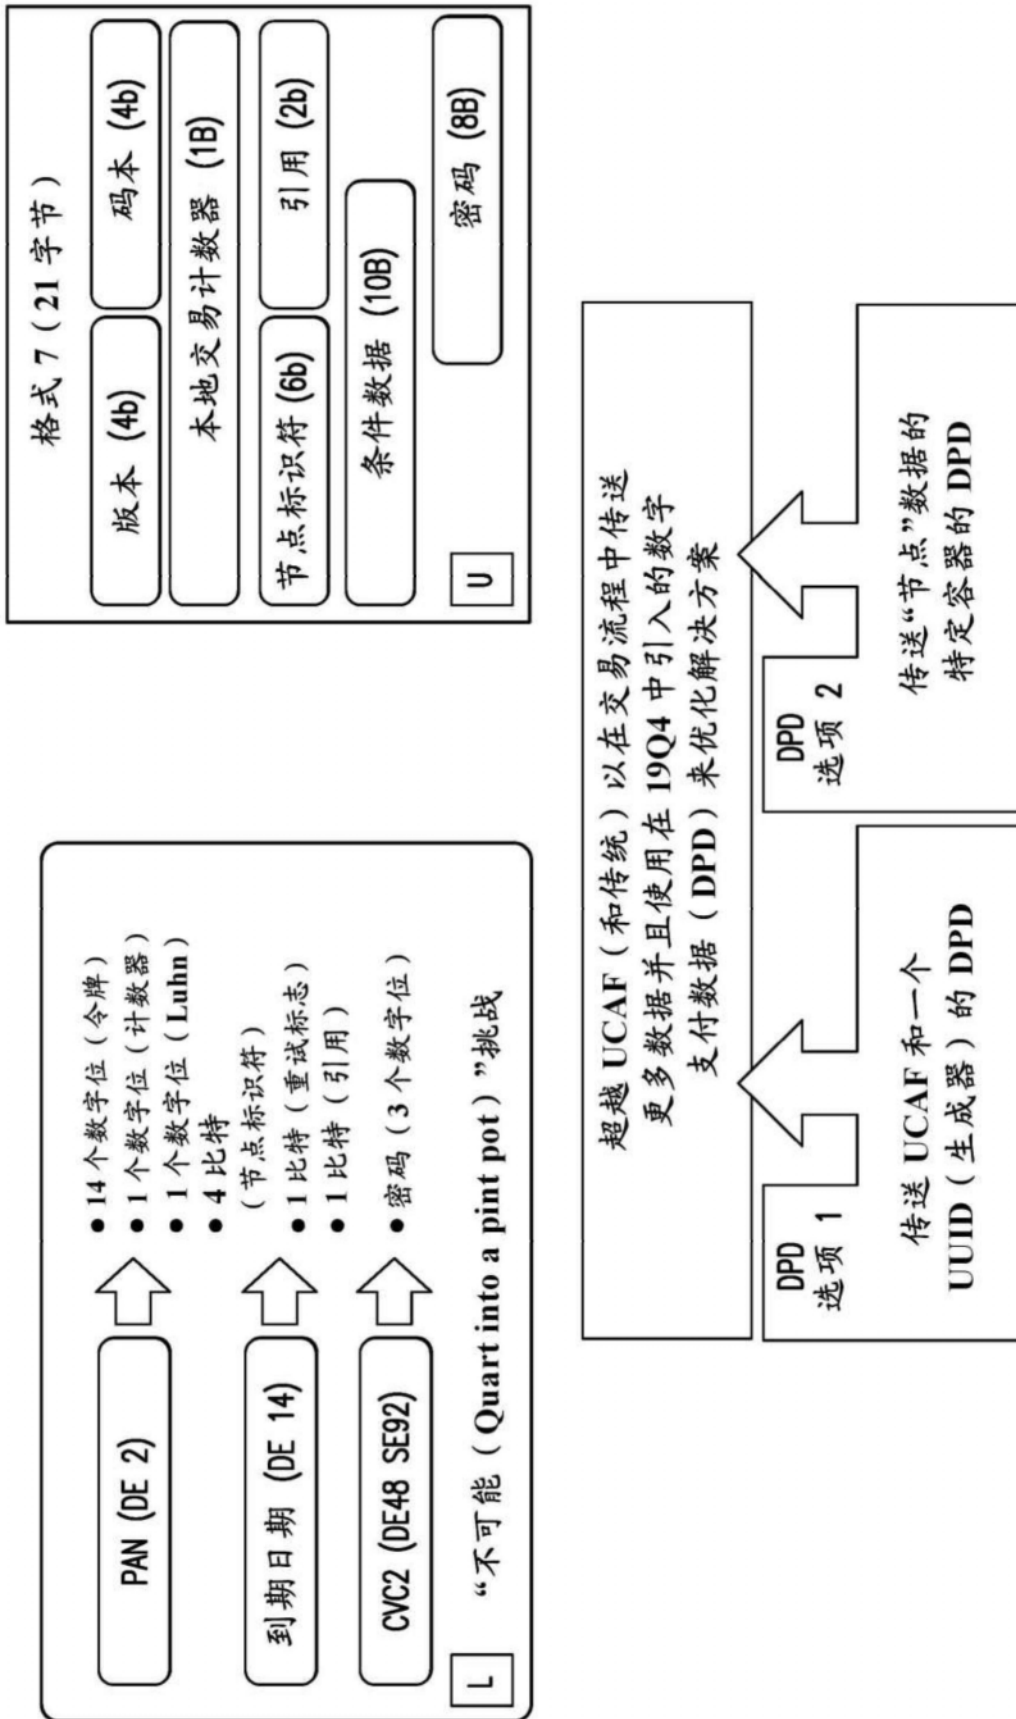 PAN (DE 2)
● 14 个数字位（令牌）
● 1 个数字位（计数器）
● 1 个数字位（Luhn）
● 4 比特
（节点标识符）
到期日期 (DE 14)
● 1 比特（重试标志）
● 1 比特（引用）
CVC2 (DE48 SE92)
● 密码（3 个数字位）
L
“不可能（Quart into a pint pot）”挑战
格式 7（21 字节）
版本 (4b)
码本 (4b)
本地交易计数器 (1B)
节点标识符 (6b)
引用 (2b)
条件数据 (10B)
U
密码 (8B)
超越 UCAF（和传统）以在交易流程中传送
更多数据并且使用在 19Q4 中引入的数字
支付数据（DPD）来优化解决方案
DPD
选项 1
传送 UCAF 和一个
UUID（生成器）的 DPD
DPD
选项 2
传送“节点”数据的
特定容器的 DPD